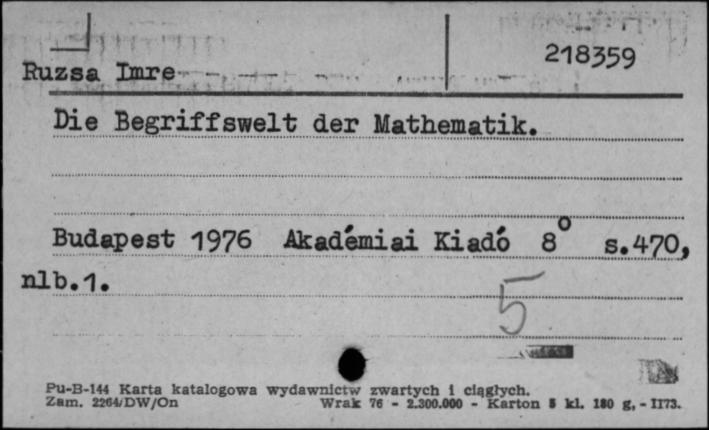 218359
Ruzsa Imre
Die Begriffswelt der Mathematik.
Budapest 1976 Akadémiai Kiadó 8° s.470,
nlb.1.
5
Pu-B-144 Karta katalogowa wydawnictw zwartych i ciągłych.
Zam. 2264/DW/On Wrak 76 - 2.300.000 - Karton 5 kl. 180 g, - II73.